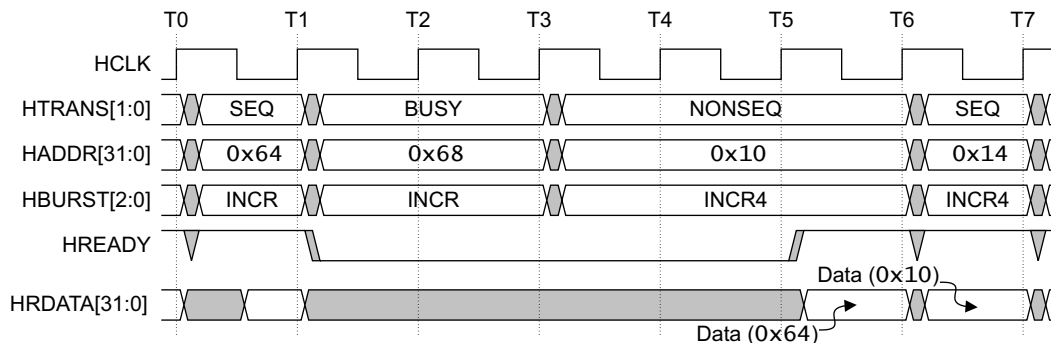 T0 T1 T2 T3 T4 T5 T6 T7
HCLK
HTRANS[1:0] SEQ BUSY NONSEQ SEQ
HADDR[31:0] 0x64 0x68 0x10 0x14
HBURST[2:0] INCR INCR INCR4 INCR4
HREADY
Data (0x10)
HRDATA[31:0]
Data (0x64)